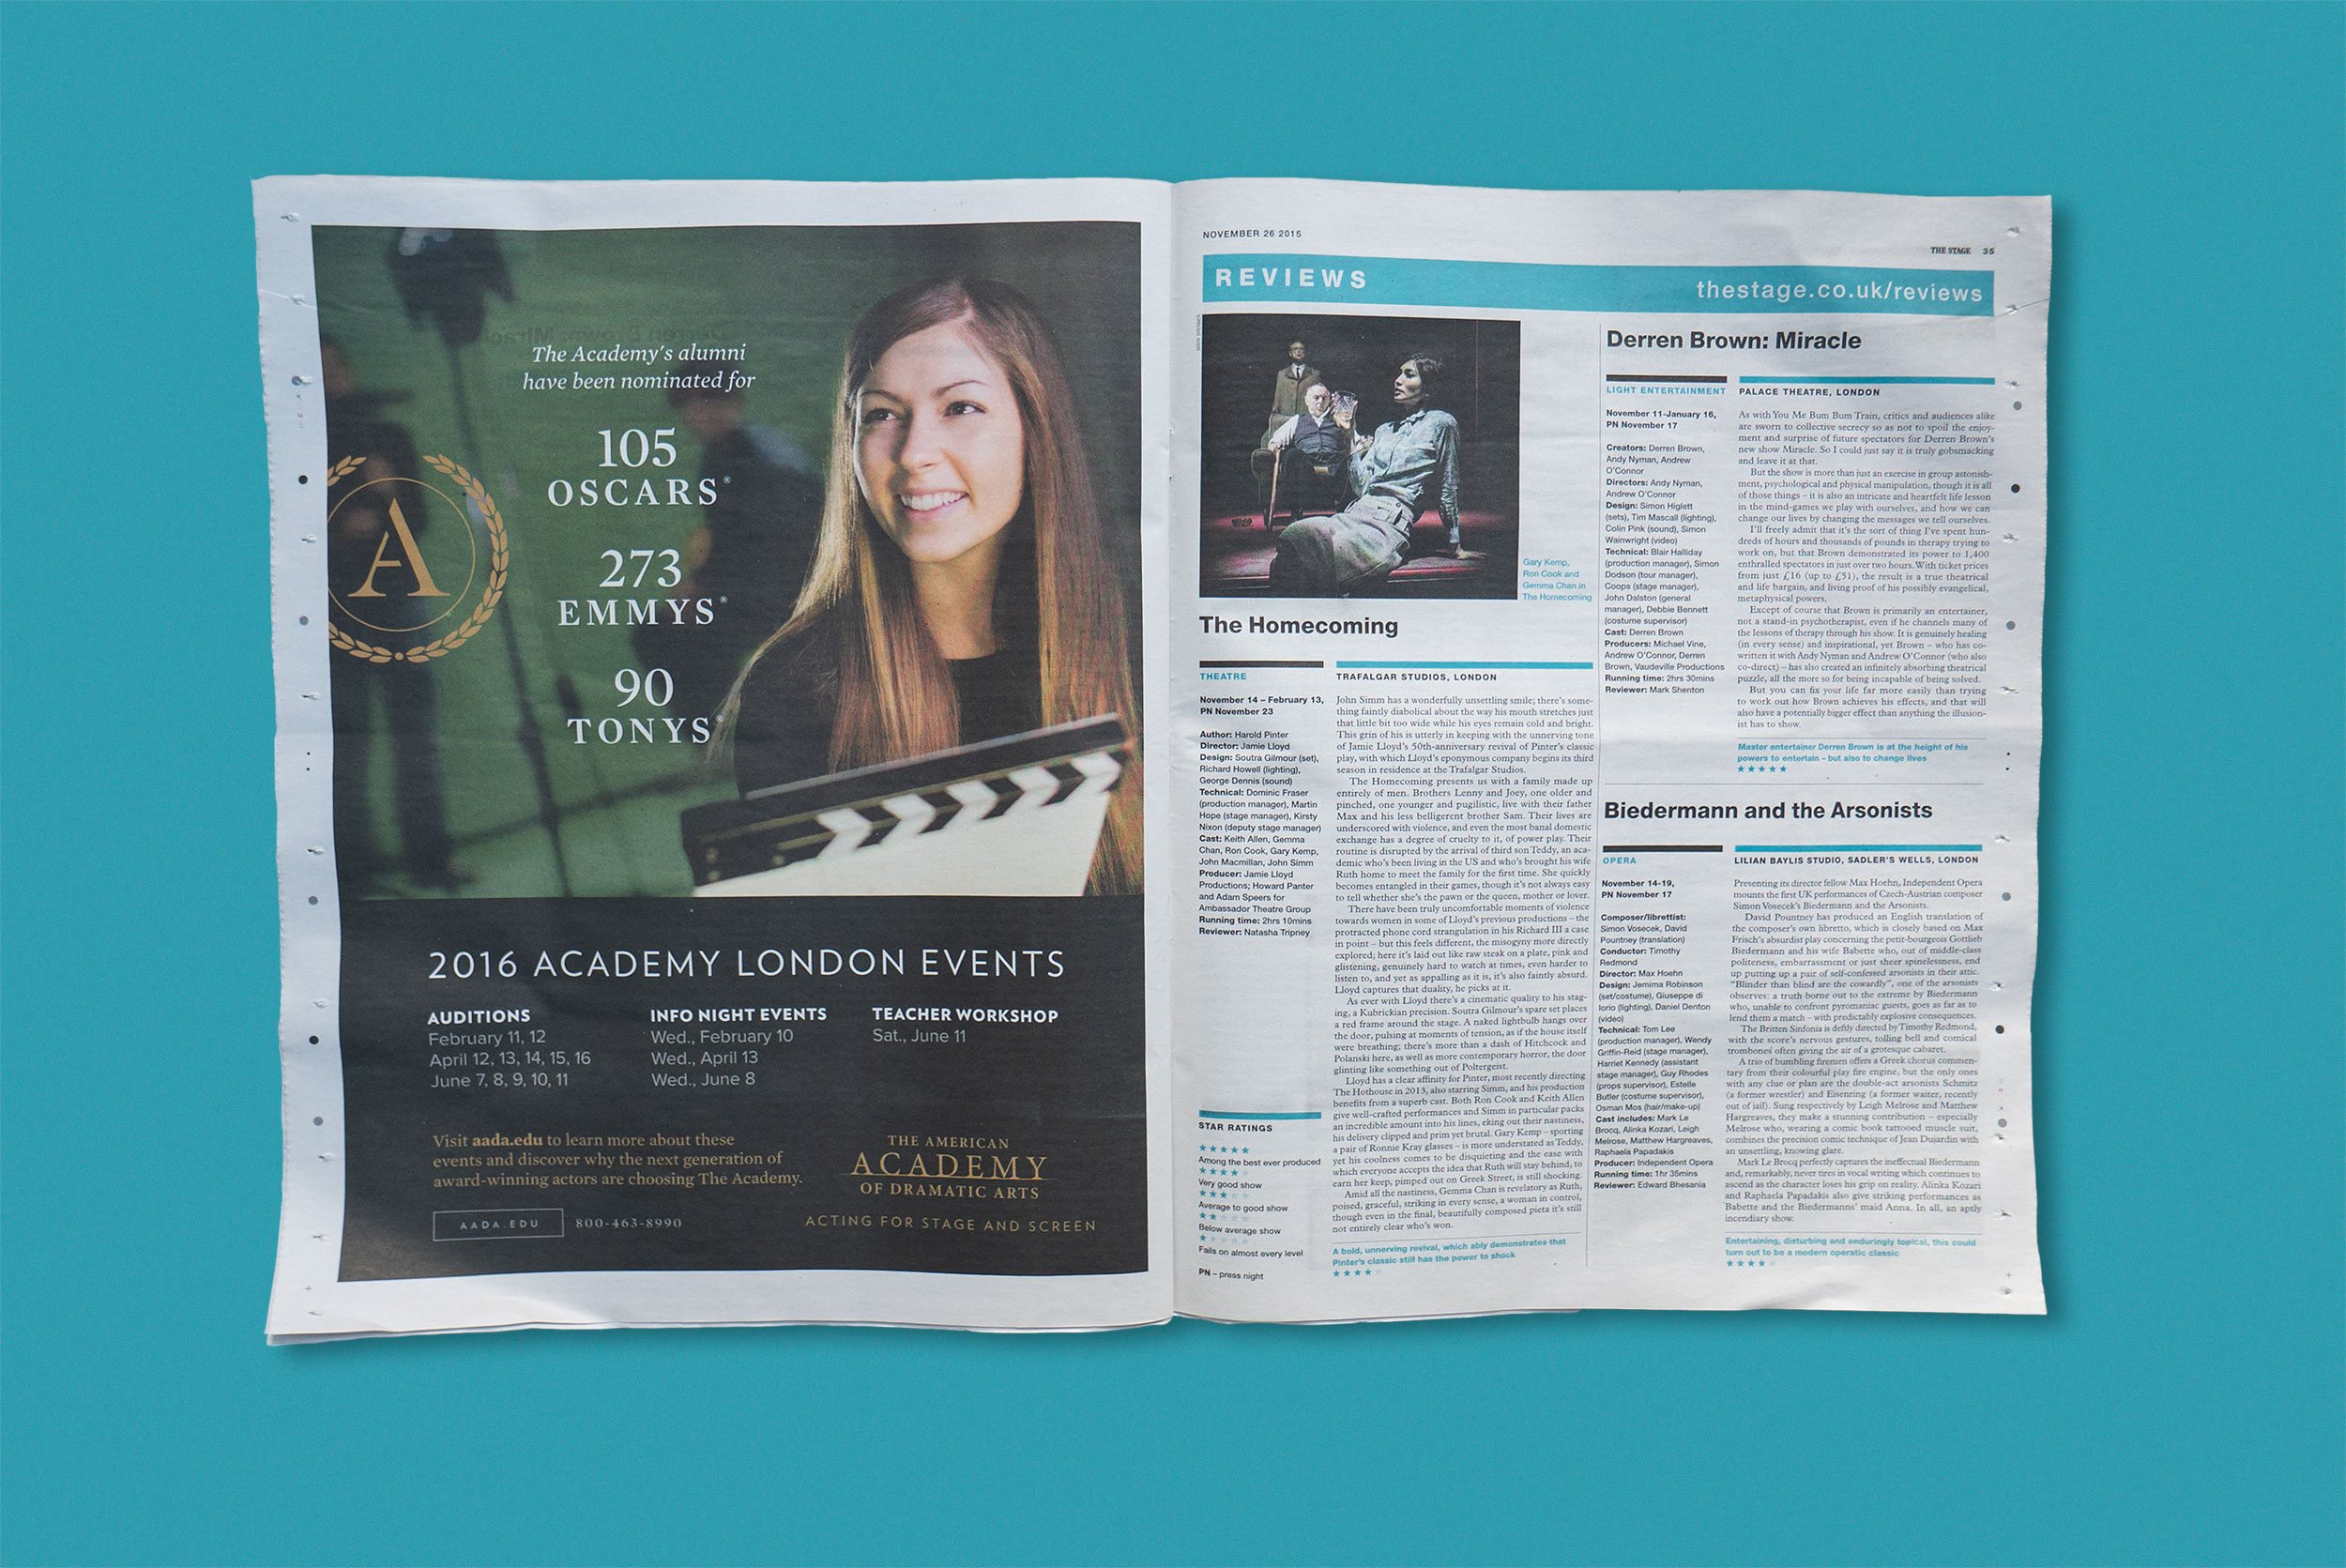 The Academy's alumni
have been nominated for
105
OSCARS®
273
EMMYS®
90
TONYS®
A
2016 ACADEMY LONDON EVENTS
AUDITIONS
February 11, 12
April 12, 13, 14, 15, 16
June 7, 8, 9, 10, 11
INFO NIGHT EVENTS
Wed., February 10
Wed., April 13
Wed., June 8
TEACHER WORKSHOP
Sat., June 11
Visit aada.edu to learn more about these
events and discover why the next generation of
award-winning actors are choosing The Academy.
AADA.EDU 800-463-8990
THE AMERICAN
ACADEMY
OF DRAMATIC ARTS
ACTING FOR STAGE AND SCREEN
NOVEMBER 26 2015
THE STAGE 35
REVIEWS
thestage.co.uk/reviews
Gary Kemp,
Ron Cook and
Gemma Chan in
The Homecoming
The Homecoming
THEATRE
November 14 – February 13,
PN November 23
Author: Harold Pinter
Director: Jamie Lloyd
Design: Soutra Gilmour (set),
Richard Howell (lighting),
George Dennis (sound)
Technical: Dominic Fraser
(production manager), Martin
Hope (stage manager), Kirsty
Nixon (deputy stage manager)
Cast: Keith Allen, Gemma
Chan, Ron Cook, Gary Kemp,
John Macmillan, John Simm
Producer: Jamie Lloyd
Productions; Howard Panter
and Adam Speers for
Ambassador Theatre Group
Running time: 2hrs 10mins
Reviewer: Natasha Tripney
STAR RATINGS
★★★★★
Among the best ever produced
★★★★
Very good show
★★★
Average to good show
★★
Below average show
★
Fails on almost every level
PN – press night
TRAFALGAR STUDIOS, LONDON
John Simm has a wonderfully unsettling smile; there's some-
thing faintly diabolical about the way his mouth stretches just
that little bit too wide while his eyes remain cold and bright.
This grin of his is utterly in keeping with the unnerving tone
of Jamie Lloyd's 50th-anniversary revival of Pinter's classic
play, with which Lloyd's eponymous company begins its third
season in residence at the Trafalgar Studios.
The Homecoming presents us with a family made up
entirely of men. Brothers Lenny and Joey, one older and
pinched, one younger and pugilistic, live with their father
Max and his less belligerent brother Sam. Their lives are
underscored with violence, and even the most banal domestic
exchange has a degree of cruelty to it, of power play. Their
routine is disrupted by the arrival of third son Teddy, an aca-
demic who's been living in the US and who's brought his wife
Ruth home to meet the family for the first time. She quickly
becomes entangled in their games, though it's not always easy
to tell whether she's the pawn or the queen, mother or lover.
There have been truly uncomfortable moments of violence
towards women in some of Lloyd's previous productions – the
protracted phone cord strangulation in his Richard III a case
in point – but this feels different, the misogyny more directly
explored; here it's laid out like raw steak on a plate, pink and
glistening, genuinely hard to watch at times, even harder to
listen to, and yet as appalling as it is, it's also faintly absurd.
Lloyd captures that duality, he picks at it.
As ever with Lloyd there's a cinematic quality to his stag-
ing, a Kubrickian precision. Soutra Gilmour's spare set places
a red frame around the stage. A naked lightbulb hangs over
the door, pulsing at moments of tension, as if the house itself
were breathing; there's more than a dash of Hitchcock and
Polanski here, as well as more contemporary horror, the door
glinting like something out of Poltergeist.
Lloyd has a clear affinity for Pinter, most recently directing
The Hothouse in 2013, also starring Simm, and his production
benefits from a superb cast. Both Ron Cook and Keith Allen
give well-crafted performances and Simm in particular packs
an incredible amount into his lines, eking out their nastiness,
his delivery clipped and prim yet brutal. Gary Kemp – sporting
a pair of Ronnie Kray glasses – is more understated as Teddy,
yet his coolness comes to be disquieting and the ease with
which everyone accepts the idea that Ruth will stay behind, to
earn her keep, pimped out on Greek Street, is still shocking.
Amid all the nastiness, Gemma Chan is revelatory as Ruth,
poised, graceful, striking in every sense, a woman in control,
though even in the final, beautifully composed pieta it's still
not entirely clear who's won.
A bold, unnerving revival, which ably demonstrates that
Pinter's classic still has the power to shock
★★★★
Derren Brown: Miracle
LIGHT ENTERTAINMENT
November 11-January 16,
PN November 17
Creators: Derren Brown,
Andy Nyman, Andrew
O'Connor
Directors: Andy Nyman,
Andrew O'Connor
Design: Simon Higlett
(sets), Tim Mascall (lighting),
Colin Pink (sound), Simon
Wainwright (video)
Technical: Blair Halliday
(production manager), Simon
Dodson (tour manager),
Coops (stage manager),
John Dalston (general
manager), Debbie Bennett
(costume supervisor)
Cast: Derren Brown
Producers: Michael Vine,
Andrew O'Connor, Derren
Brown, Vaudeville Productions
Running time: 2hrs 30mins
Reviewer: Mark Shenton
PALACE THEATRE, LONDON
As with You Me Bum Bum Train, critics and audiences alike
are sworn to collective secrecy so as not to spoil the enjoy-
ment and surprise of future spectators for Derren Brown's
new show Miracle. So I could just say it is truly gobsmacking
and leave it at that.
But the show is more than just an exercise in group astonish-
ment, psychological and physical manipulation, though it is all
of those things – it is also an intricate and heartfelt life lesson
in the mind-games we play with ourselves, and how we can
change our lives by changing the messages we tell ourselves.
I'll freely admit that it's the sort of thing I've spent hun-
dreds of hours and thousands of pounds in therapy trying to
work on, but that Brown demonstrated its power to 1,400
enthralled spectators in just over two hours. With ticket prices
from just £16 (up to £51), the result is a true theatrical
and life bargain, and living proof of his possibly evangelical,
metaphysical powers.
Except of course that Brown is primarily an entertainer,
not a stand-in psychotherapist, even if he channels many of
the lessons of therapy through his show. It is genuinely healing
(in every sense) and inspirational, yet Brown – who has co-
written it with Andy Nyman and Andrew O'Connor (who also
co-direct) – has also created an infinitely absorbing theatrical
puzzle, all the more so for being incapable of being solved.
But you can fix your life far more easily than trying
to work out how Brown achieves his effects, and that will
also have a potentially bigger effect than anything the illusion-
ist has to show.
Master entertainer Derren Brown is at the height of his
powers to entertain – but also to change lives
★★★★★
Biedermann and the Arsonists
OPERA
November 14-19,
PN November 17
Composer/librettist:
Simon Vosecek, David
Pountney (translation)
Conductor: Timothy
Redmond
Director: Max Hoehn
Design: Jemima Robinson
(set/costume), Giuseppe di
Iorio (lighting), Daniel Denton
(video)
Technical: Tom Lee
(production manager), Wendy
Griffin-Reid (stage manager),
Harriet Kennedy (assistant
stage manager), Guy Rhodes
(props supervisor), Estelle
Butler (costume supervisor),
Osman Mos (hair/make-up)
Cast includes: Mark Le
Brocq, Alinka Kozari, Leigh
Melrose, Matthew Hargreaves,
Raphaela Papadakis
Producer: Independent Opera
Running time: 1hr 35mins
Reviewer: Edward Bhesania
LILIAN BAYLIS STUDIO, SADLER'S WELLS, LONDON
Presenting its director fellow Max Hoehn, Independent Opera
mounts the first UK performances of Czech-Austrian composer
Simon Vosecek's Biedermann and the Arsonists.
David Pountney has produced an English translation of
the composer's own libretto, which is closely based on Max
Frisch's absurdist play concerning the petit-bourgeois Gottlieb
Biedermann and his wife Babette who, out of middle-class
politeness, embarrassment or just sheer spinelessness, end
up putting up a pair of self-confessed arsonists in their attic.
"Blinder than blind are the cowardly", one of the arsonists
observes: a truth borne out to the extreme by Biedermann
who, unable to confront pyromaniac guests, goes as far as to
lend them a match – with predictably explosive consequences.
The Britten Sinfonia is deftly directed by Timothy Redmond,
with the score's nervous gestures, tolling bell and comical
trombones often giving the air of a grotesque cabaret.
A trio of bumbling firemen offers a Greek chorus commen-
tary from their colourful play fire engine, but the only ones
with any clue or plan are the double-act arsonists Schmitz
(a former wrestler) and Eisenring (a former waiter, recently
out of jail). Sung respectively by Leigh Melrose and Matthew
Hargreaves, they make a stunning contribution – especially
Melrose who, wearing a comic book tattooed muscle suit,
combines the precision comic technique of Jean Dujardin with
an unsettling, knowing glare.
Mark Le Brocq perfectly captures the ineffectual Biedermann
and, remarkably, never tires in vocal writing which continues to
ascend as the character loses his grip on reality. Alinka Kozari
and Raphaela Papadakis also give striking performances as
Babette and the Biedermanns' maid Anna. In all, an aptly
incendiary show.
Entertaining, disturbing and enduringly topical, this could
turn out to be a modern operatic classic
★★★★